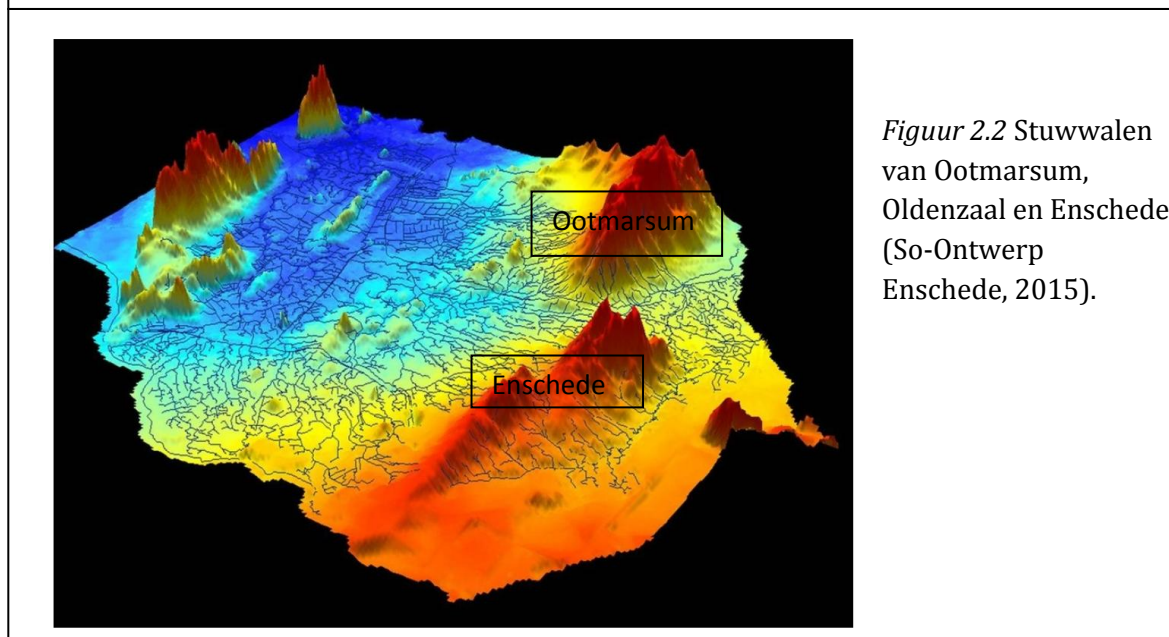 Ootmarsum
Enschede
Figuur 2.2 Stuwwalen
van Ootmarsum,
Oldenzaal en Enschede
(So-Ontwerp
Enschede, 2015).